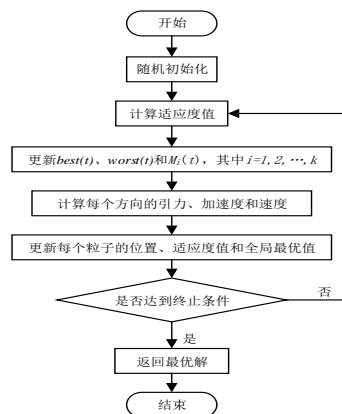 开始
随机初始化
计算适应度值
更新best(t)、worst(t)和Mi(t)，其中i=1,2,…,k
计算每个方向的引力、加速度和速度
更新每个粒子的位置、适应度值和全局最优值
是否达到终止条件
否
是
返回最优解
结束